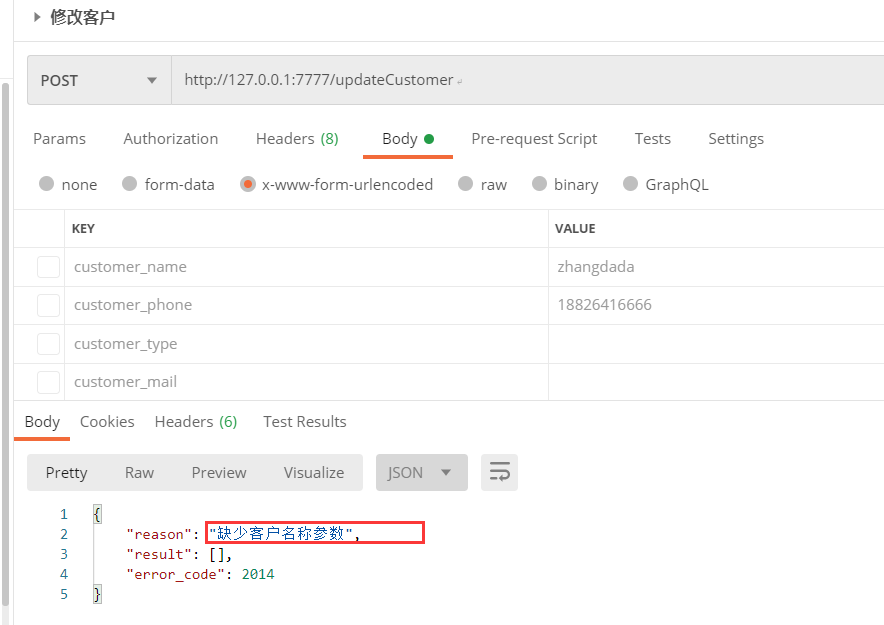 修改客户
POST http://127.0.0.1:7777/updateCustomer
Params Authorization Headers (8) Body Pre-request Script Tests Settings
none form-data x-www-form-urlencoded raw binary GraphQL
KEY VALUE
customer_name zhangdada
customer_phone 18826416666
customer_type
customer_mail
Body Cookies Headers (6) Test Results
Pretty Raw Preview Visualize JSON
1 {
2 "reason": "缺少客户名称参数",
3 "result": [],
4 "error_code": 2014
5 }